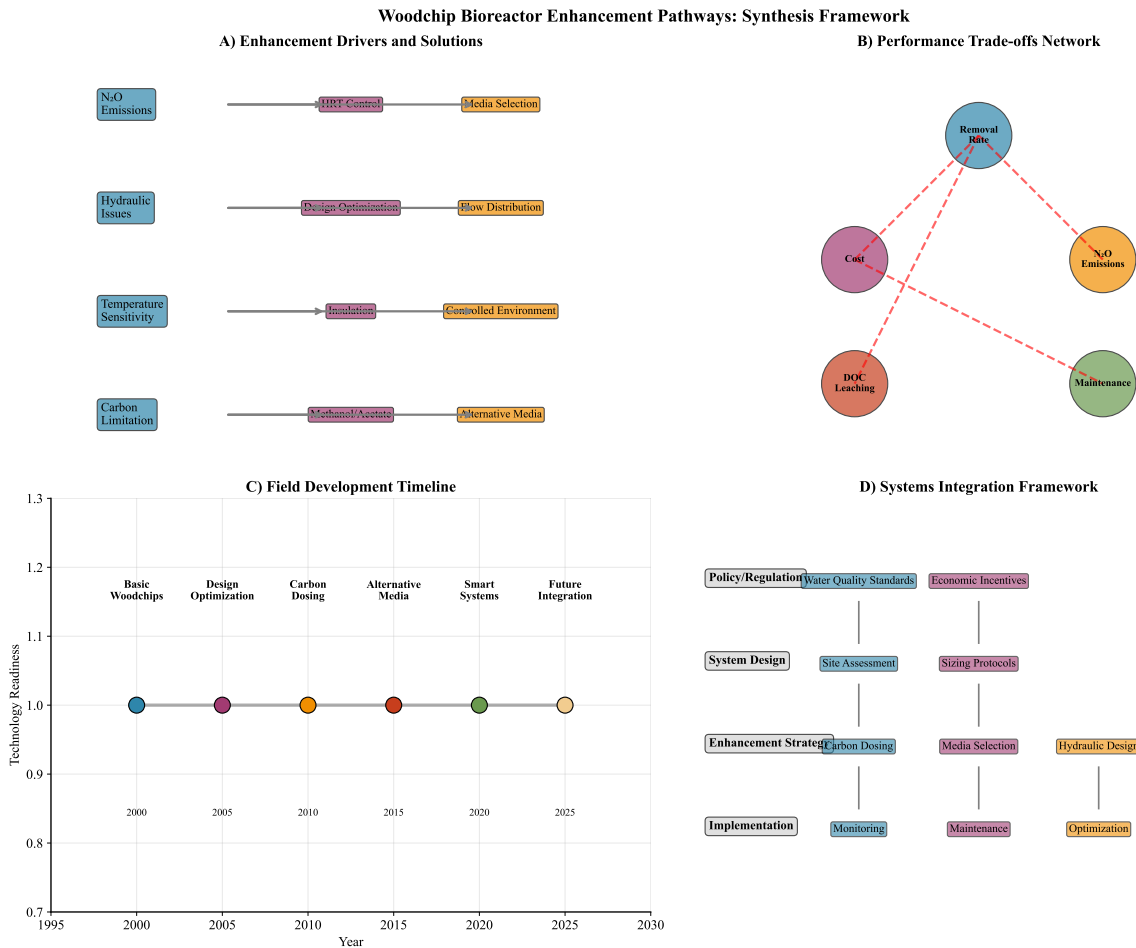 Woodchip Bioreactor Enhancement Pathways: Synthesis Framework
A) Enhancement Drivers and Solutions
N₂O
Emissions
HRT Control
Media Selection
Hydraulic
Issues
Design Optimization
Flow Distribution
Temperature
Sensitivity
Insulation
Controlled Environment
Carbon
Limitation
Methanol/Acetate
Alternative Media
B) Performance Trade-offs Network
Removal
Rate
Cost
N₂O
Emissions
DOC
Leaching
Maintenance
C) Field Development Timeline
1.3
1.2
1.1
1.0
0.9
0.8
0.7
Technology Readiness
Basic
Woodchips
Design
Optimization
Carbon
Dosing
Alternative
Media
Smart
Systems
Future
Integration
2000
2005
2010
2015
2020
2025
1995
2000
2005
2010
2015
2020
2025
2030
Year
D) Systems Integration Framework
Policy/Regulation
Water Quality Standards
Economic Incentives
System Design
Site Assessment
Sizing Protocols
Enhancement Strategy
Carbon Dosing
Media Selection
Hydraulic Design
Implementation
Monitoring
Maintenance
Optimization